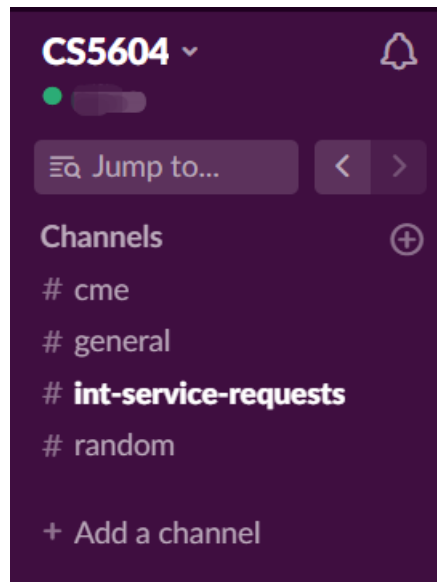 CS5604
Jump to...
Channels
# cme
# general
# int-service-requests
# random
+ Add a channel